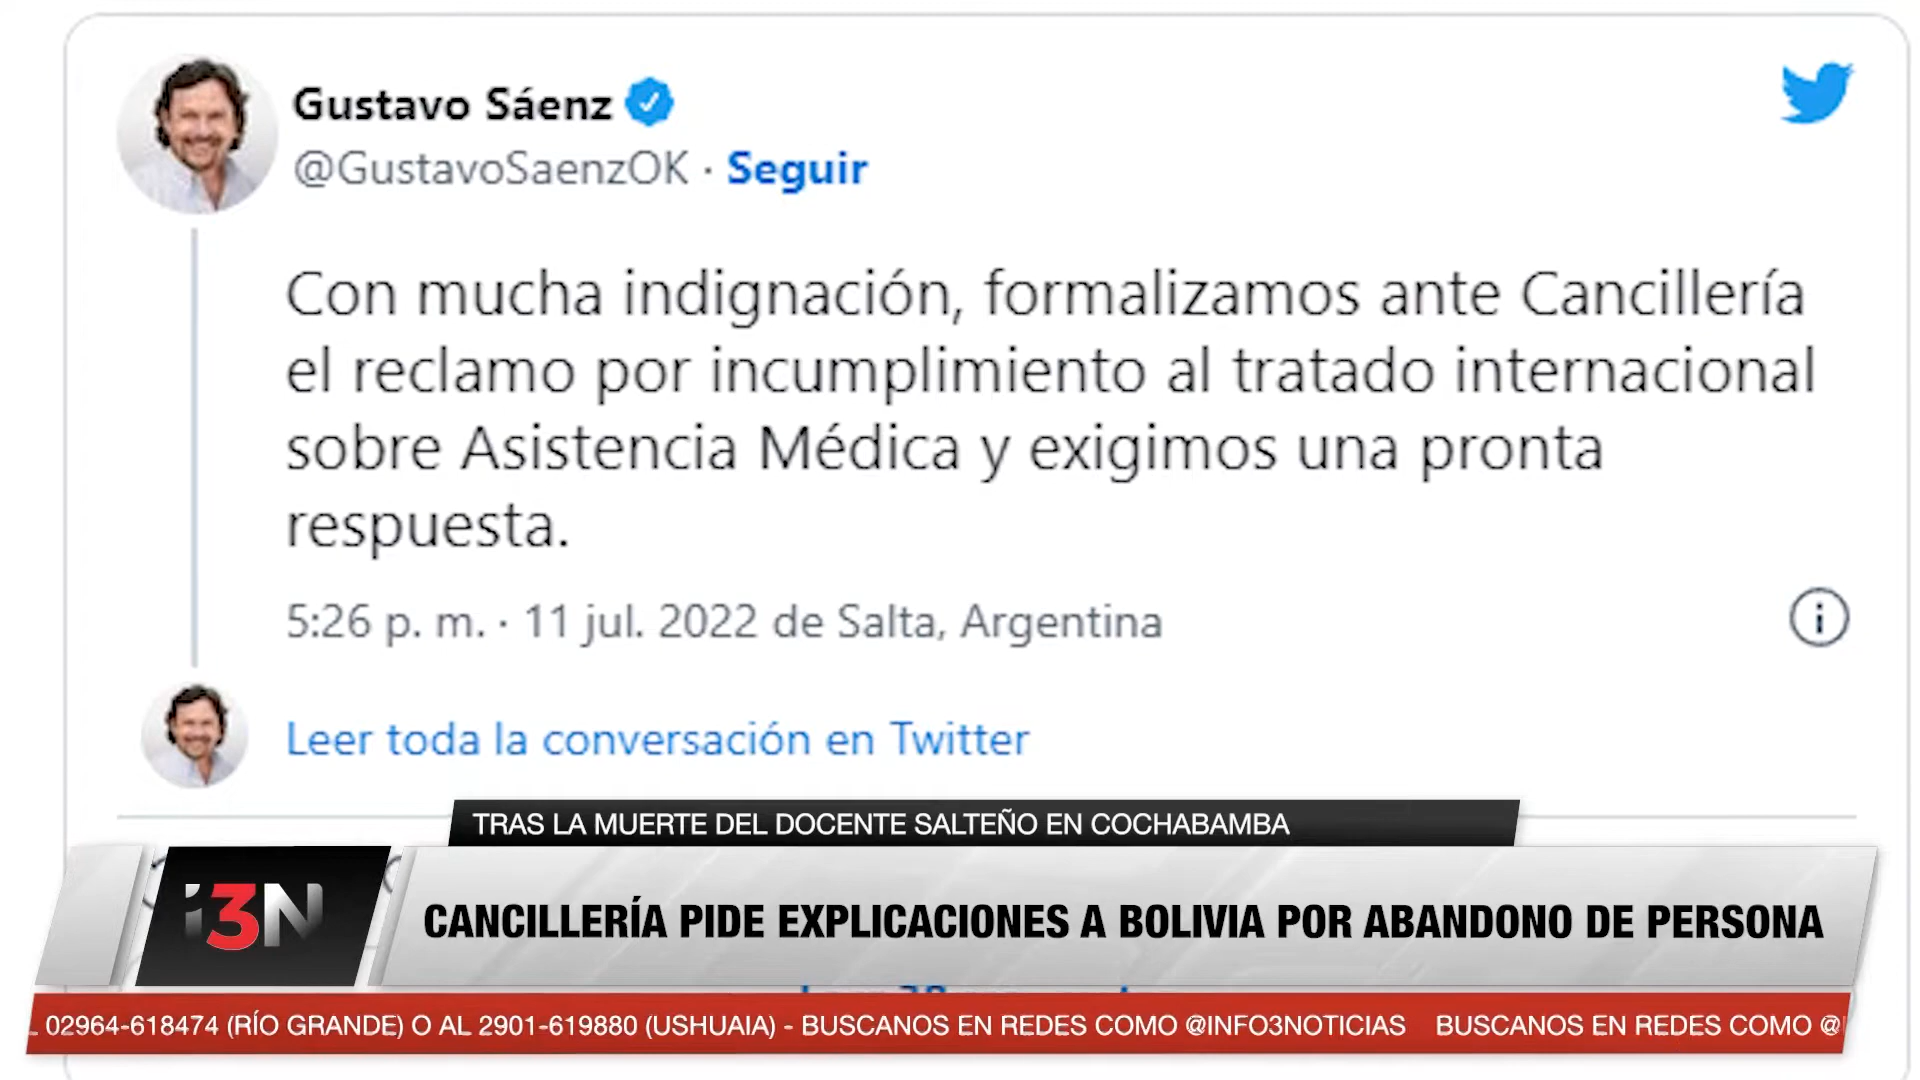 Gustavo Sáenz
@GustavoSaenzOK · Seguir
Con mucha indignación, formalizamos ante Cancillería
el reclamo por incumplimiento al tratado internacional
sobre Asistencia Médica y exigimos una pronta
respuesta.
5:26 p. m. · 11 jul. 2022 de Salta, Argentina
Leer toda la conversación en Twitter
TRAS LA MUERTE DEL DOCENTE SALTEÑO EN COCHABAMBA
i3N
CANCILLERÍA PIDE EXPLICACIONES A BOLIVIA POR ABANDONO DE PERSONA
02964-618474 (RÍO GRANDE) O AL 2901-619880 (USHUAIA) - BUSCANOS EN REDES COMO @INFO3NOTICIAS BUSCANOS EN REDES COMO @